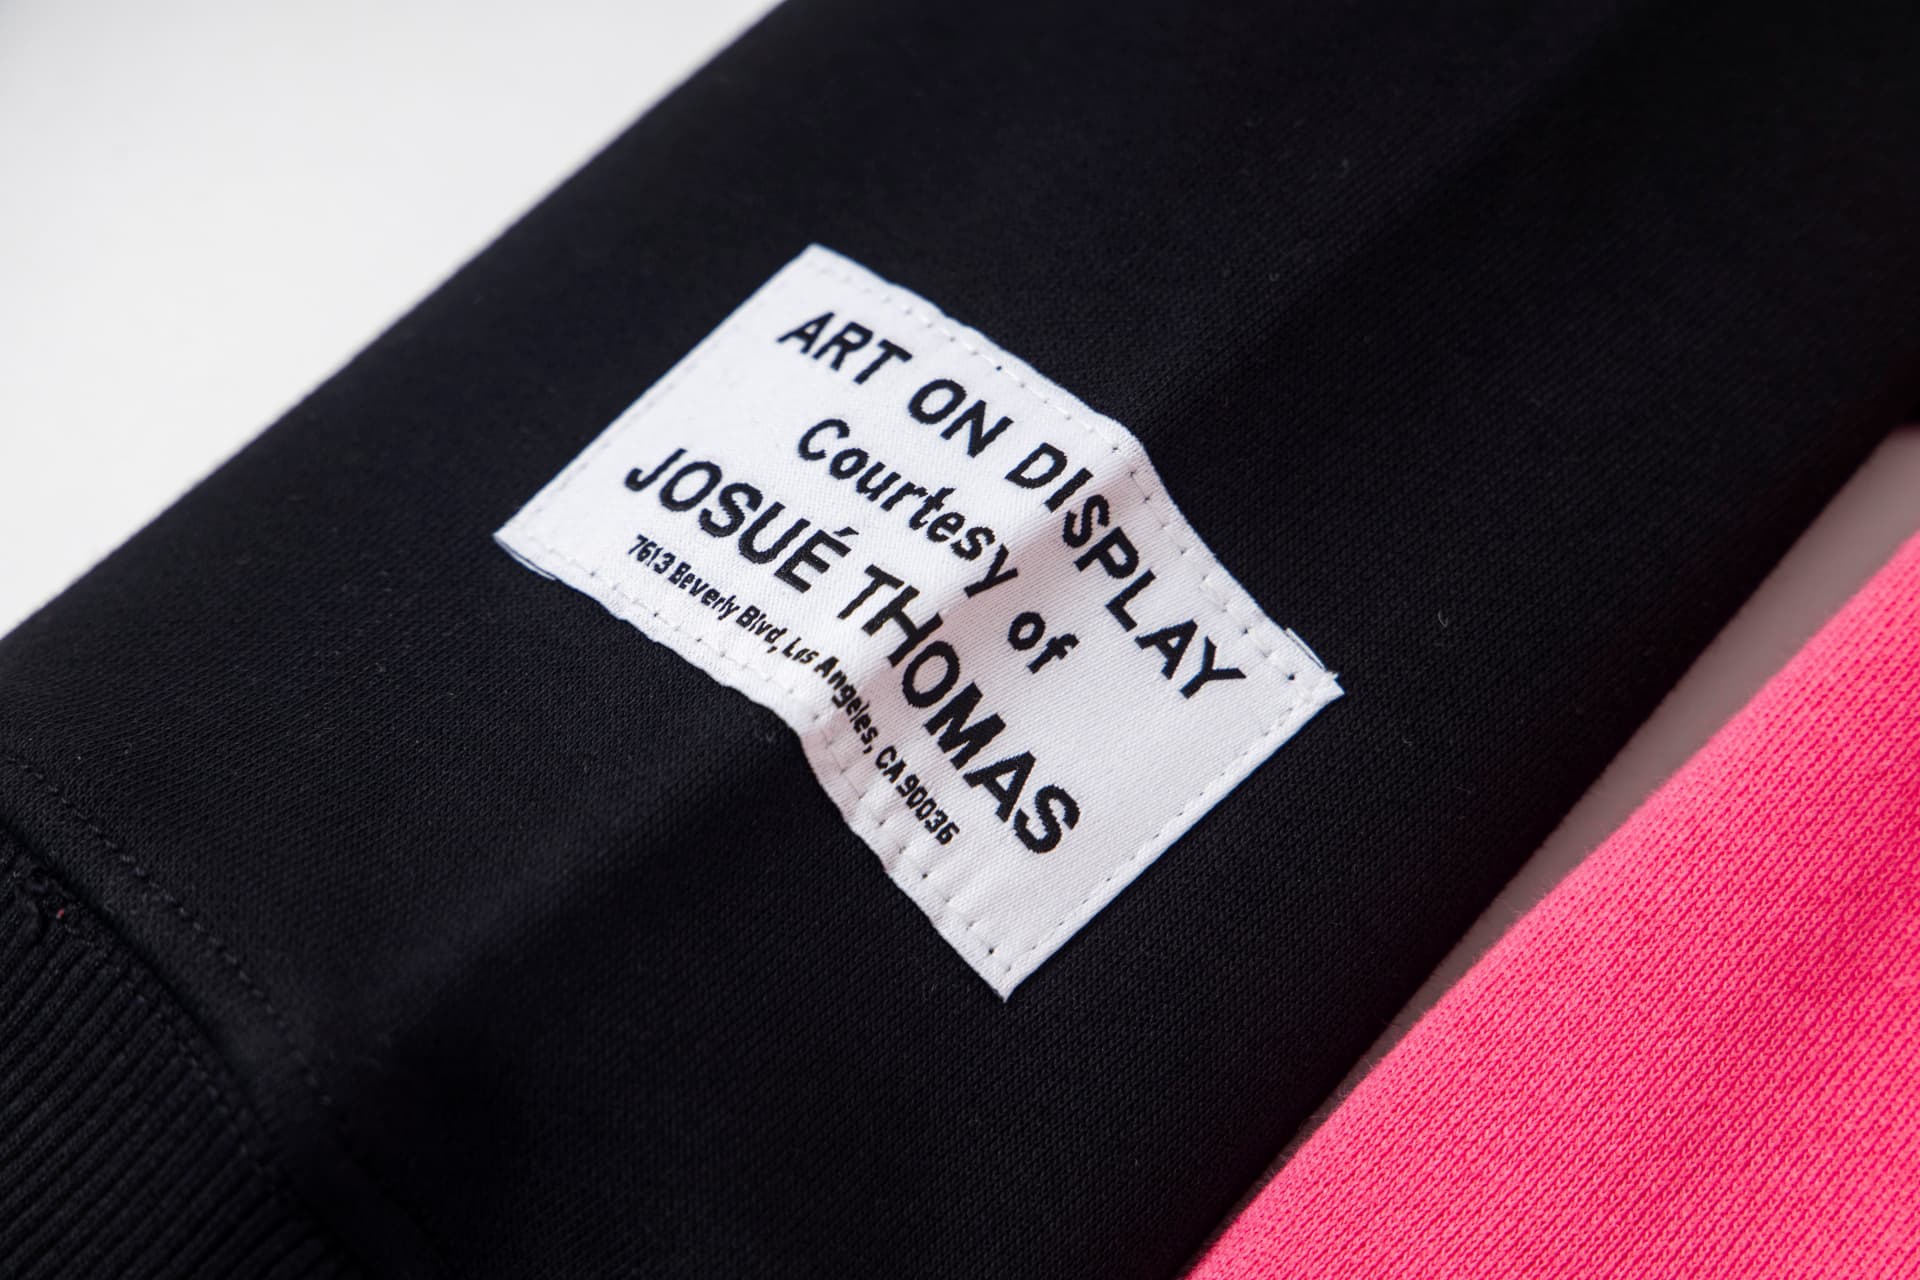 ART ON DISPLAY
Courtesy of
JOSUÉ THOMAS
7613 Beverly Blvd, Los Angeles, CA 90036